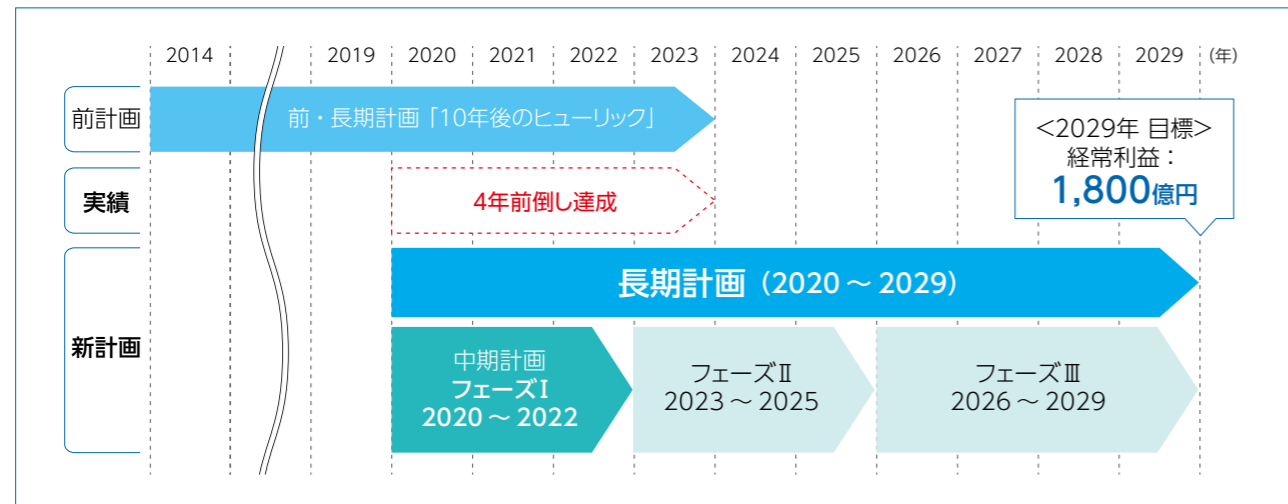 2014 2019 2020 2021 2022 2023 2024 2025 2026 2027 2028 2029 (年)
前計画
前・長期計画「10年後のヒューリック」
<2029年 目標>
経常利益：
1,800億円
実績
4年前倒し達成
新計画
長期計画（2020～2029）
中期計画
フェーズⅠ
2020～2022
フェーズⅡ
2023～2025
フェーズⅢ
2026～2029